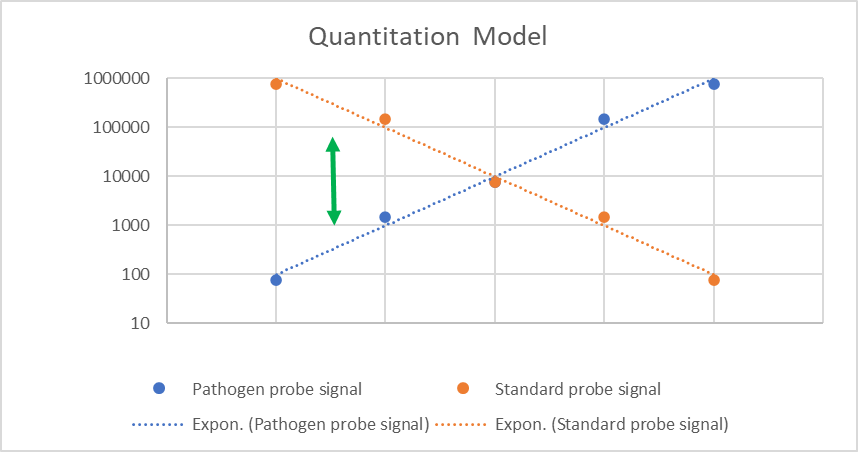 Quantitation Model
1000000
100000
10000
1000
100
10
Pathogen probe signal
Standard probe signal
Expon. (Pathogen probe signal)
Expon. (Standard probe signal)